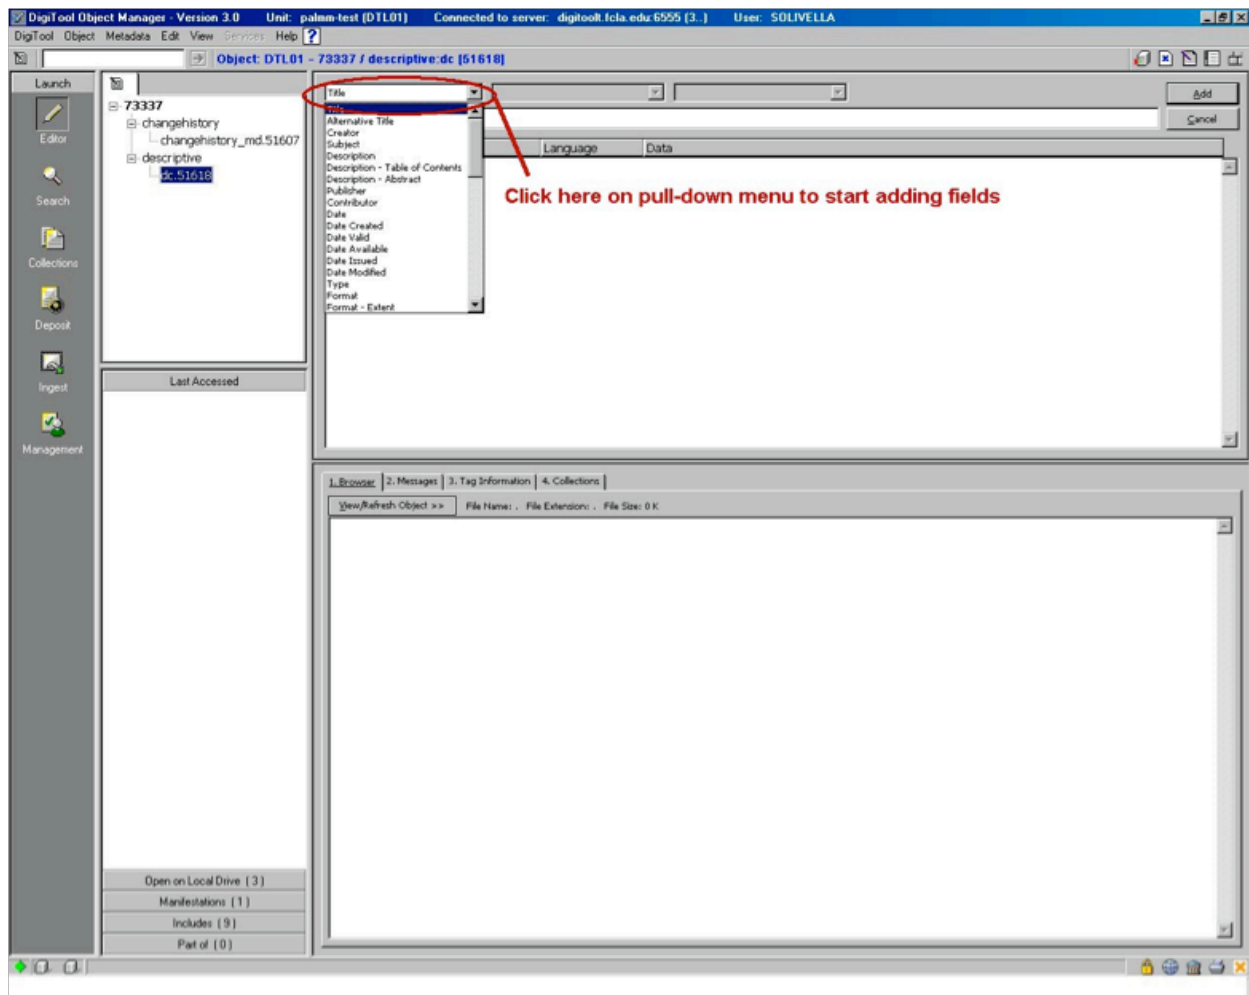 DigiTool Object Manager - Version 3.0 Unit: palmm-test (DTL01) Connected to server: digitoolt.fcla.edu:6555 (3..) User: SOLIVELLA
DigiTool Object Metadata Edit View Services Help ?
Object: DTL01 - 73337 / descriptive:dc [51618]
Launch
Editor
Search
Collections
Deposit
Ingest
Management
73337
changehistory
changehistory_md.51607
descriptive
dc.51618
Last Accessed
Open on Local Drive ( 3 )
Manifestations ( 1 )
Includes ( 9 )
Part of ( 0 )
Title
Add
Cancel
Title
Alternative Title
Creator
Subject
Description
Description - Table of Contents
Description - Abstract
Publisher
Contributor
Date
Date Created
Date Valid
Date Available
Date Issued
Date Modified
Type
Format
Format - Extent
Language Data
Click here on pull-down menu to start adding fields
1. Browser 2. Messages 3. Tag Information 4. Collections
View/Refresh Object >> File Name: . File Extension: . File Size: 0 K